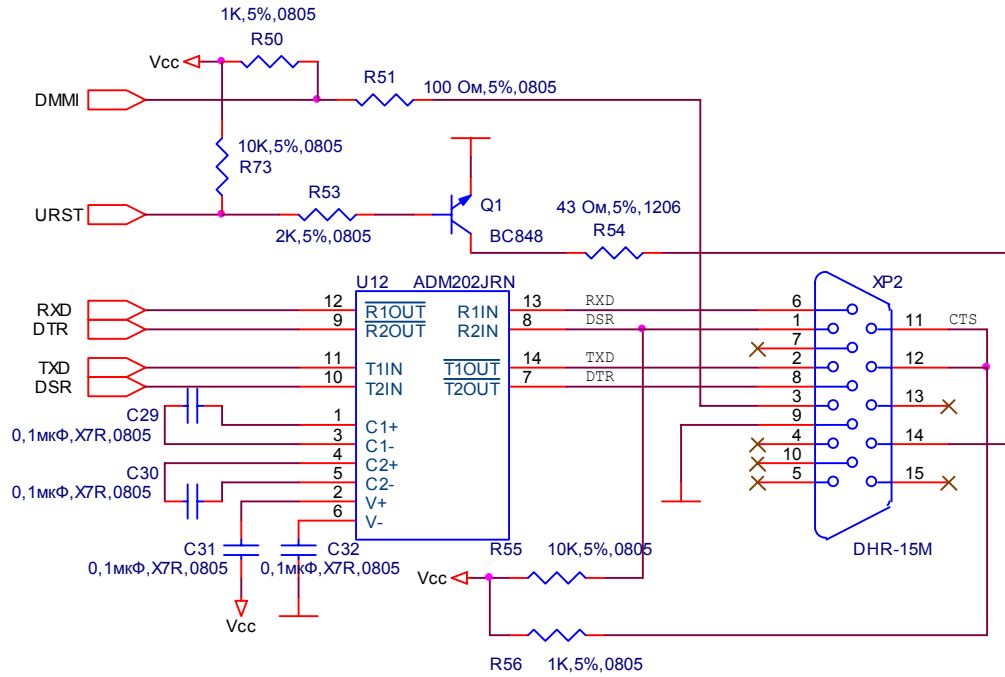 1K,5%,0805
R50
Vcc
R51
100 Ом,5%,0805
DMMI
10K,5%,0805
R73
R53
Q1
43 Ом,5%,1206
URST
2K,5%,0805
BC848
R54
U12 ADM202JRN
XP2
RXD 12 R1OUT R1IN 13 RXD 6
DTR 9 R2OUT R2IN 8 DSR 1 11 CTS
7
TXD 11 T1IN T1OUT 14 TXD 2 12
DSR 10 T2IN T2OUT 7 DTR 8
3 13
C29 1 C1+ 9
0,1мкФ,X7R,0805 3 C1- 4 14
4 C2+ 10
C30 5 C2- 5 15
0,1мкФ,X7R,0805
2 V+
6 V-
C31 C32 R55 10K,5%,0805 DHR-15M
0,1мкФ,X7R,0805 0,1мкФ,X7R,0805
Vcc
Vcc
R56 1K,5%,0805